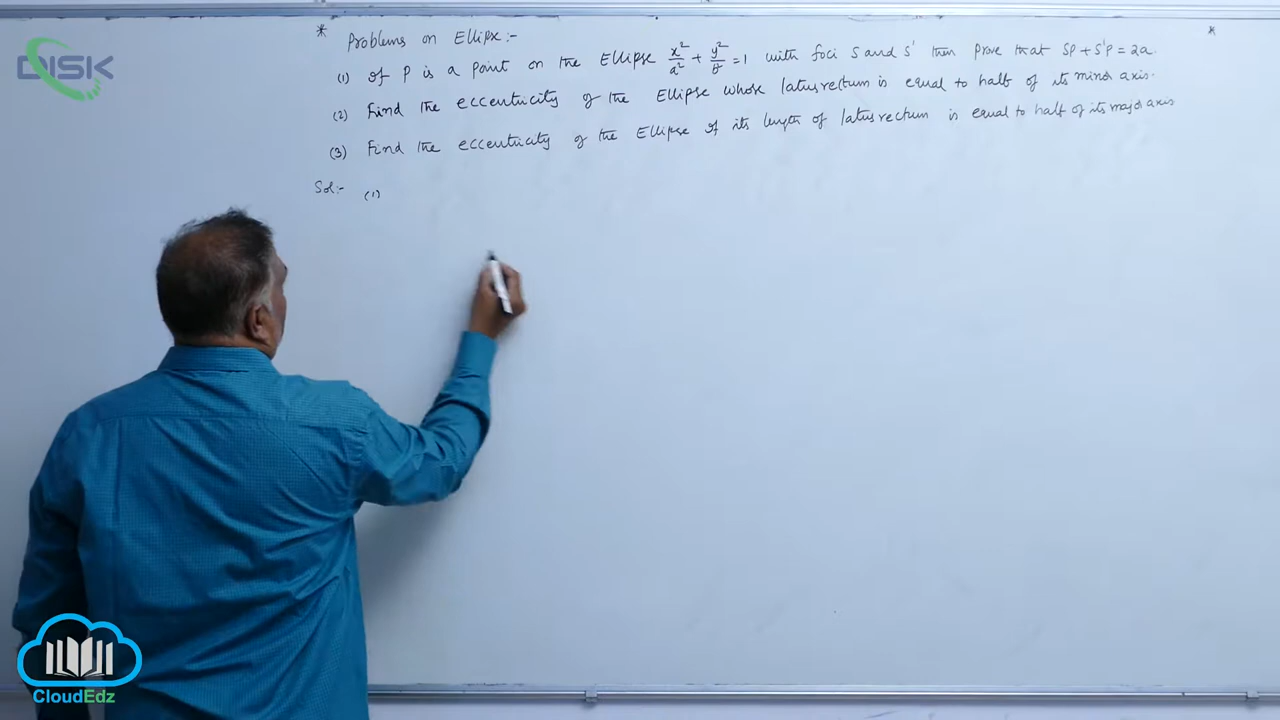 DISK
* Problems on Ellipse:- *
(1) If P is a point on the Ellipse x²/a² + y²/b² = 1 with foci S and S' then prove that SP + S'P = 2a.
(2) Find the eccentricity of the Ellipse whose latusrectum is equal to half of its minor axis.
(3) Find the eccentricity of the Ellipse if its length of latusrectum is equal to half of its major axis
Sol:- (1)
CloudEdz